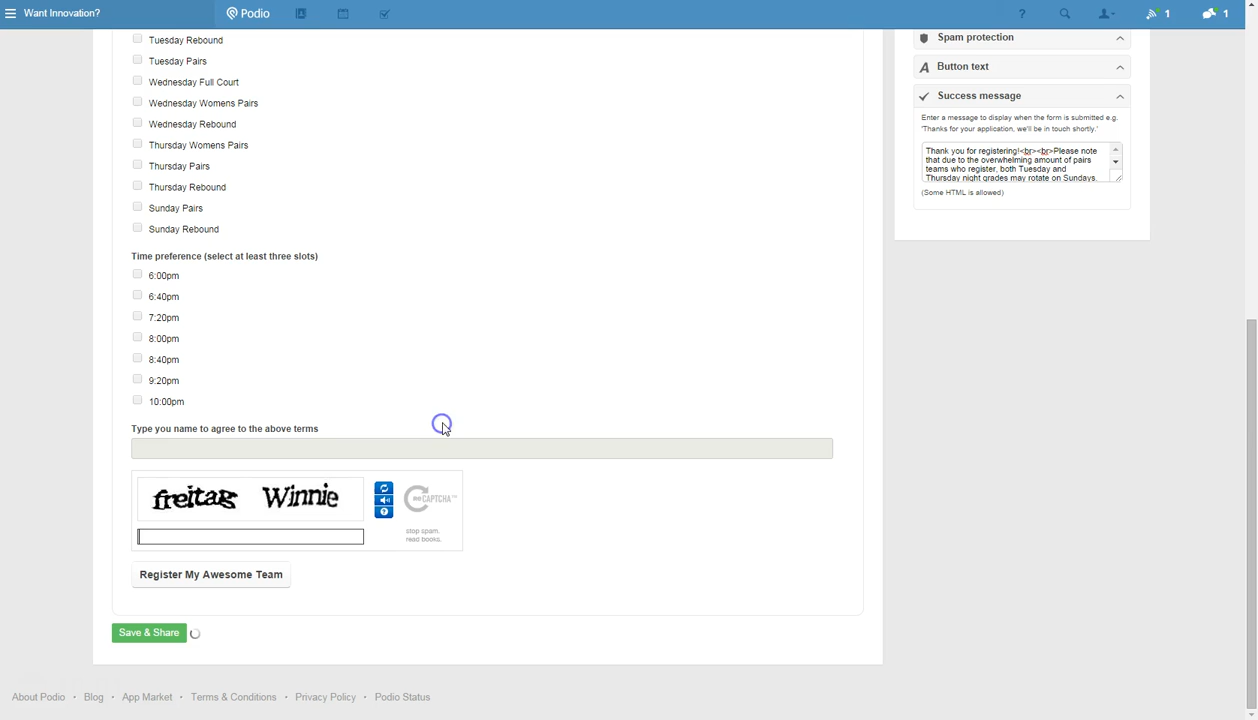 Want Innovation?
Podio
?
1
1
Tuesday Rebound
Tuesday Pairs
Wednesday Full Court
Wednesday Womens Pairs
Wednesday Rebound
Thursday Womens Pairs
Thursday Pairs
Thursday Rebound
Sunday Pairs
Sunday Rebound
Time preference (select at least three slots)
6:00pm
6:40pm
7:20pm
8:00pm
8:40pm
9:20pm
10:00pm
Type you name to agree to the above terms
freitag Winnie
reCAPTCHA™
stop spam.
read books.
Register My Awesome Team
Save & Share
Spam protection
Button text
Success message
Enter a message to display when the form is submitted e.g.
'Thanks for your application, we'll be in touch shortly.'
Thank you for registering!<br><br>Please note
that due to the overwhelming amount of pairs
teams who register, both Tuesday and
Thursday night grades may rotate on Sundays.
(Some HTML is allowed)
About Podio · Blog · App Market · Terms & Conditions · Privacy Policy · Podio Status